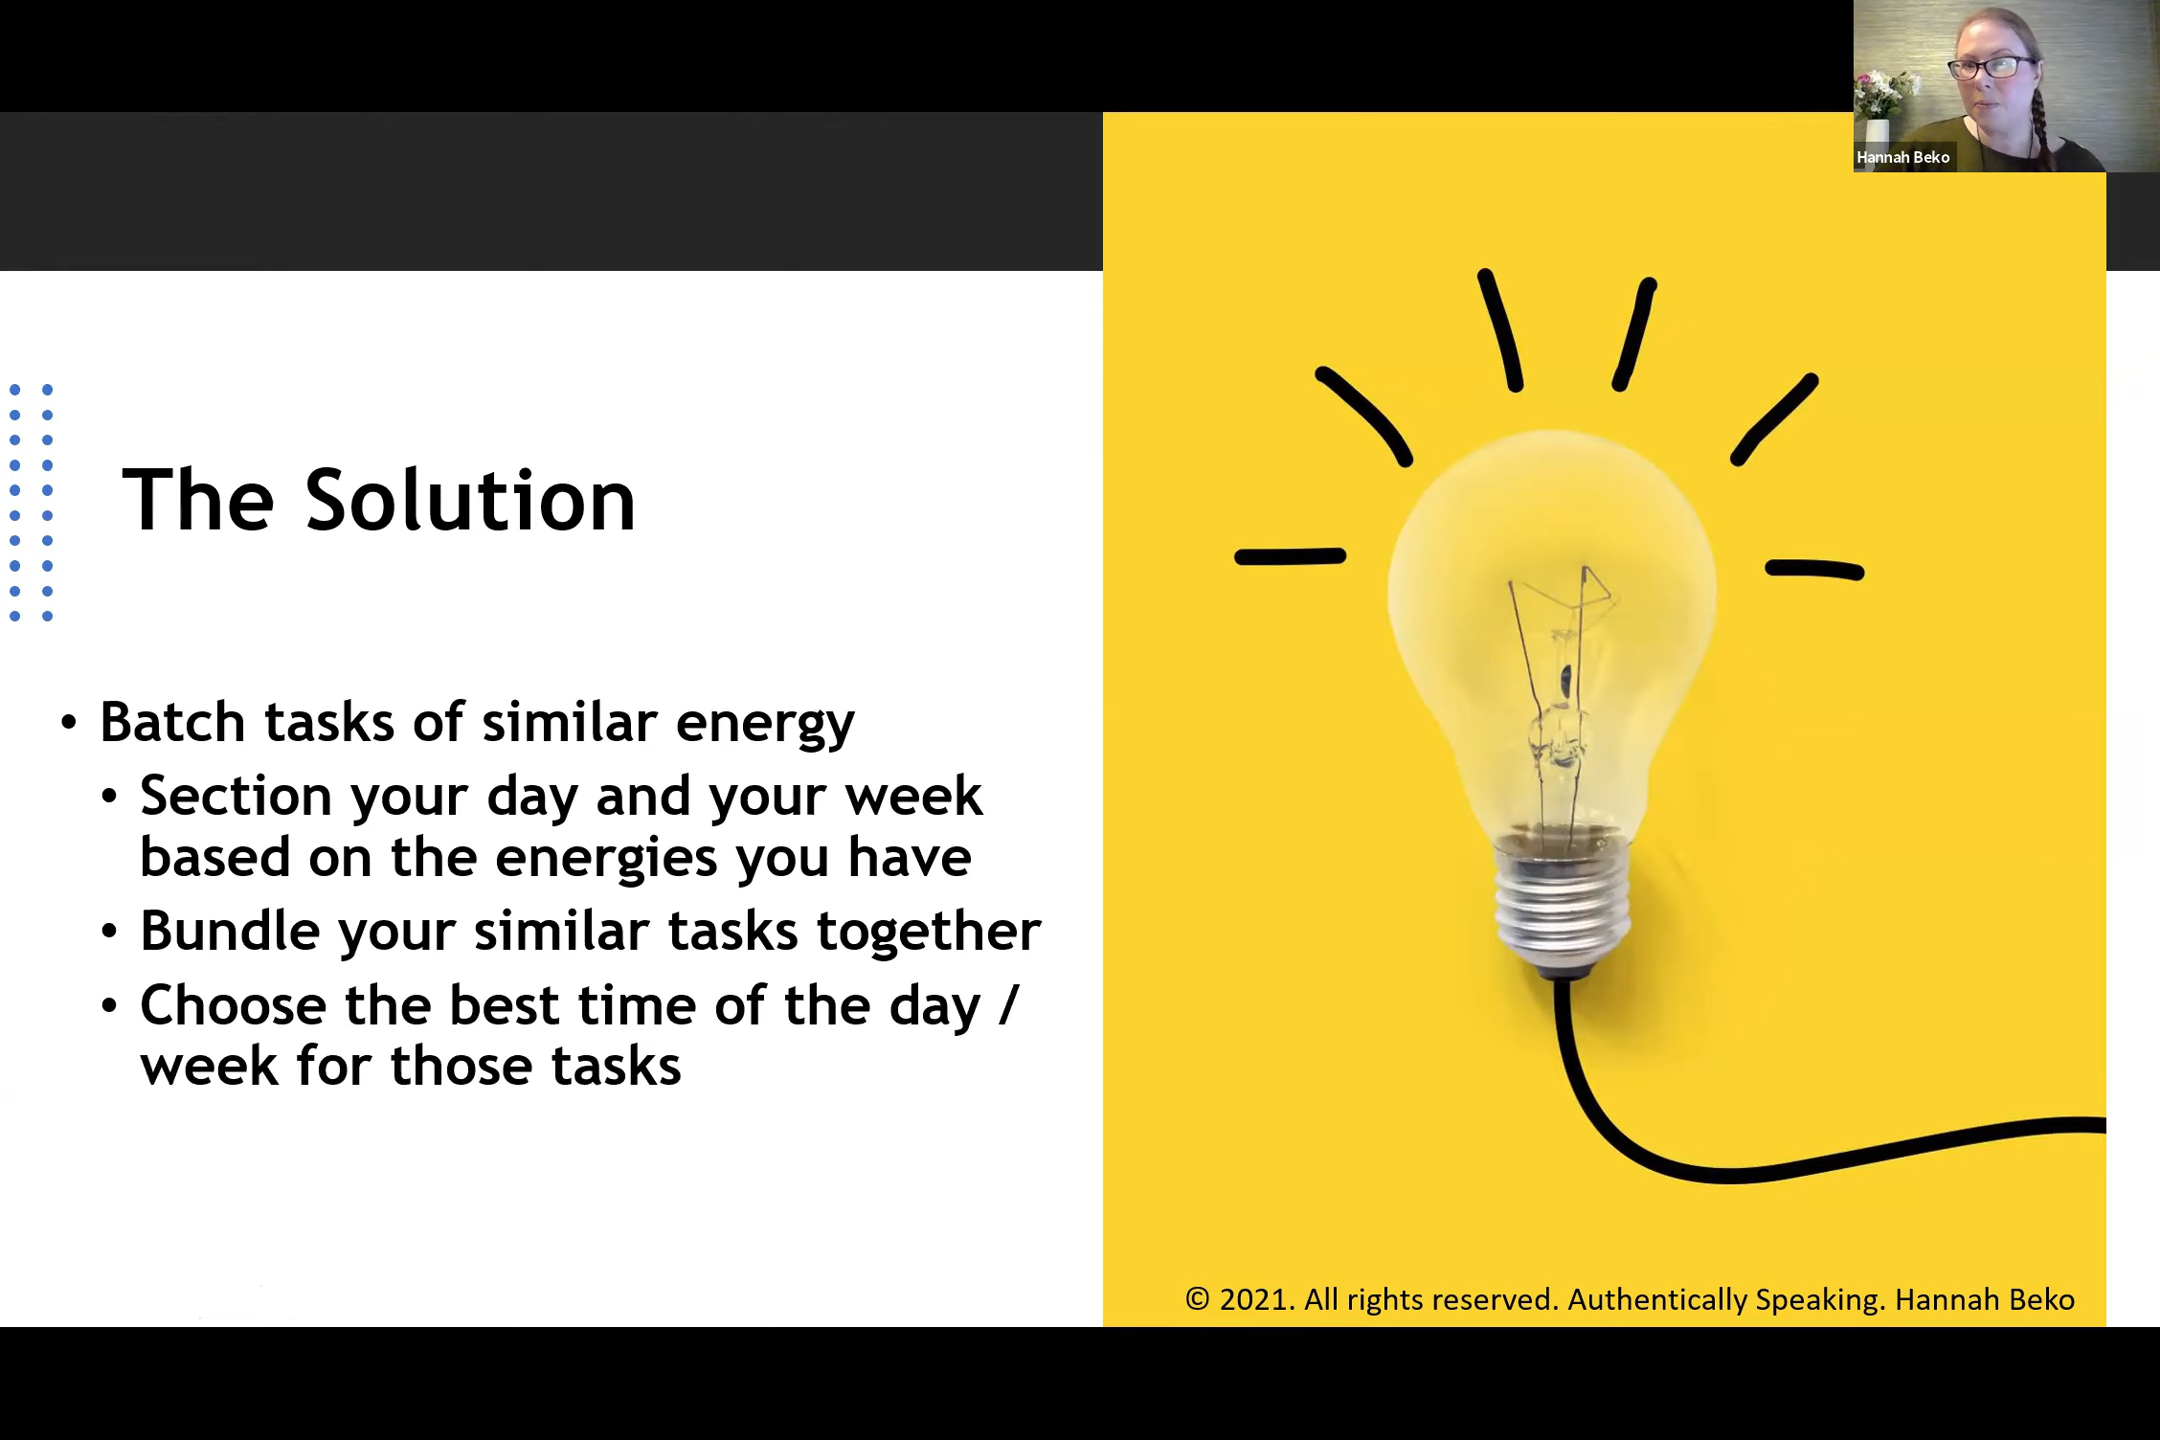 Hannah Beko
The Solution
• Batch tasks of similar energy
• Section your day and your week
based on the energies you have
• Bundle your similar tasks together
• Choose the best time of the day /
week for those tasks
© 2021. All rights reserved. Authentically Speaking. Hannah Beko